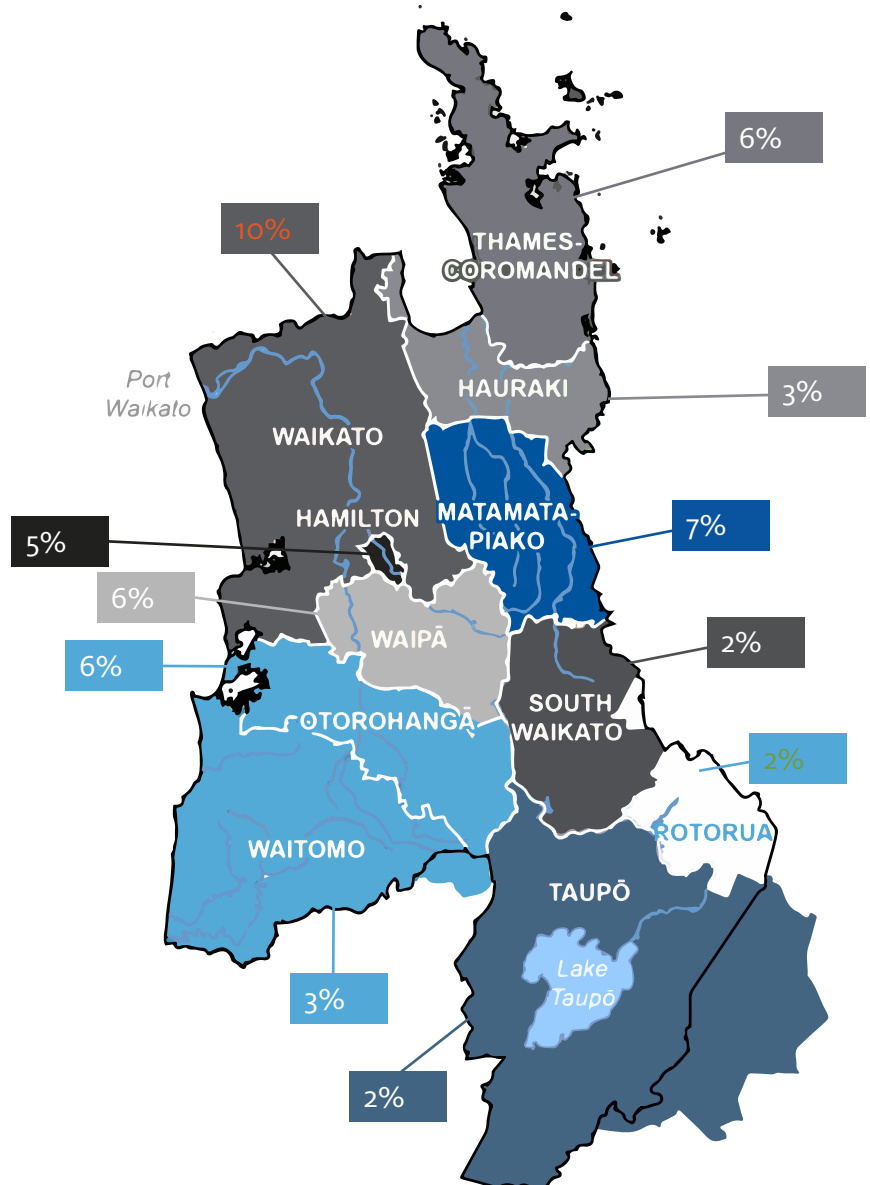 6%
10%
THAMES-
COROMANDEL
Port
Waikato
HAURAKI
3%
WAIKATO
HAMILTON
MATAMATA-
PIAKO
7%
5%
6%
WAIPĀ
2%
6%
SOUTH
WAIKATO
OTOROHANGĀ
2%
ROTORUA
WAITOMO
TAUPŌ
Lake
Taupō
3%
2%